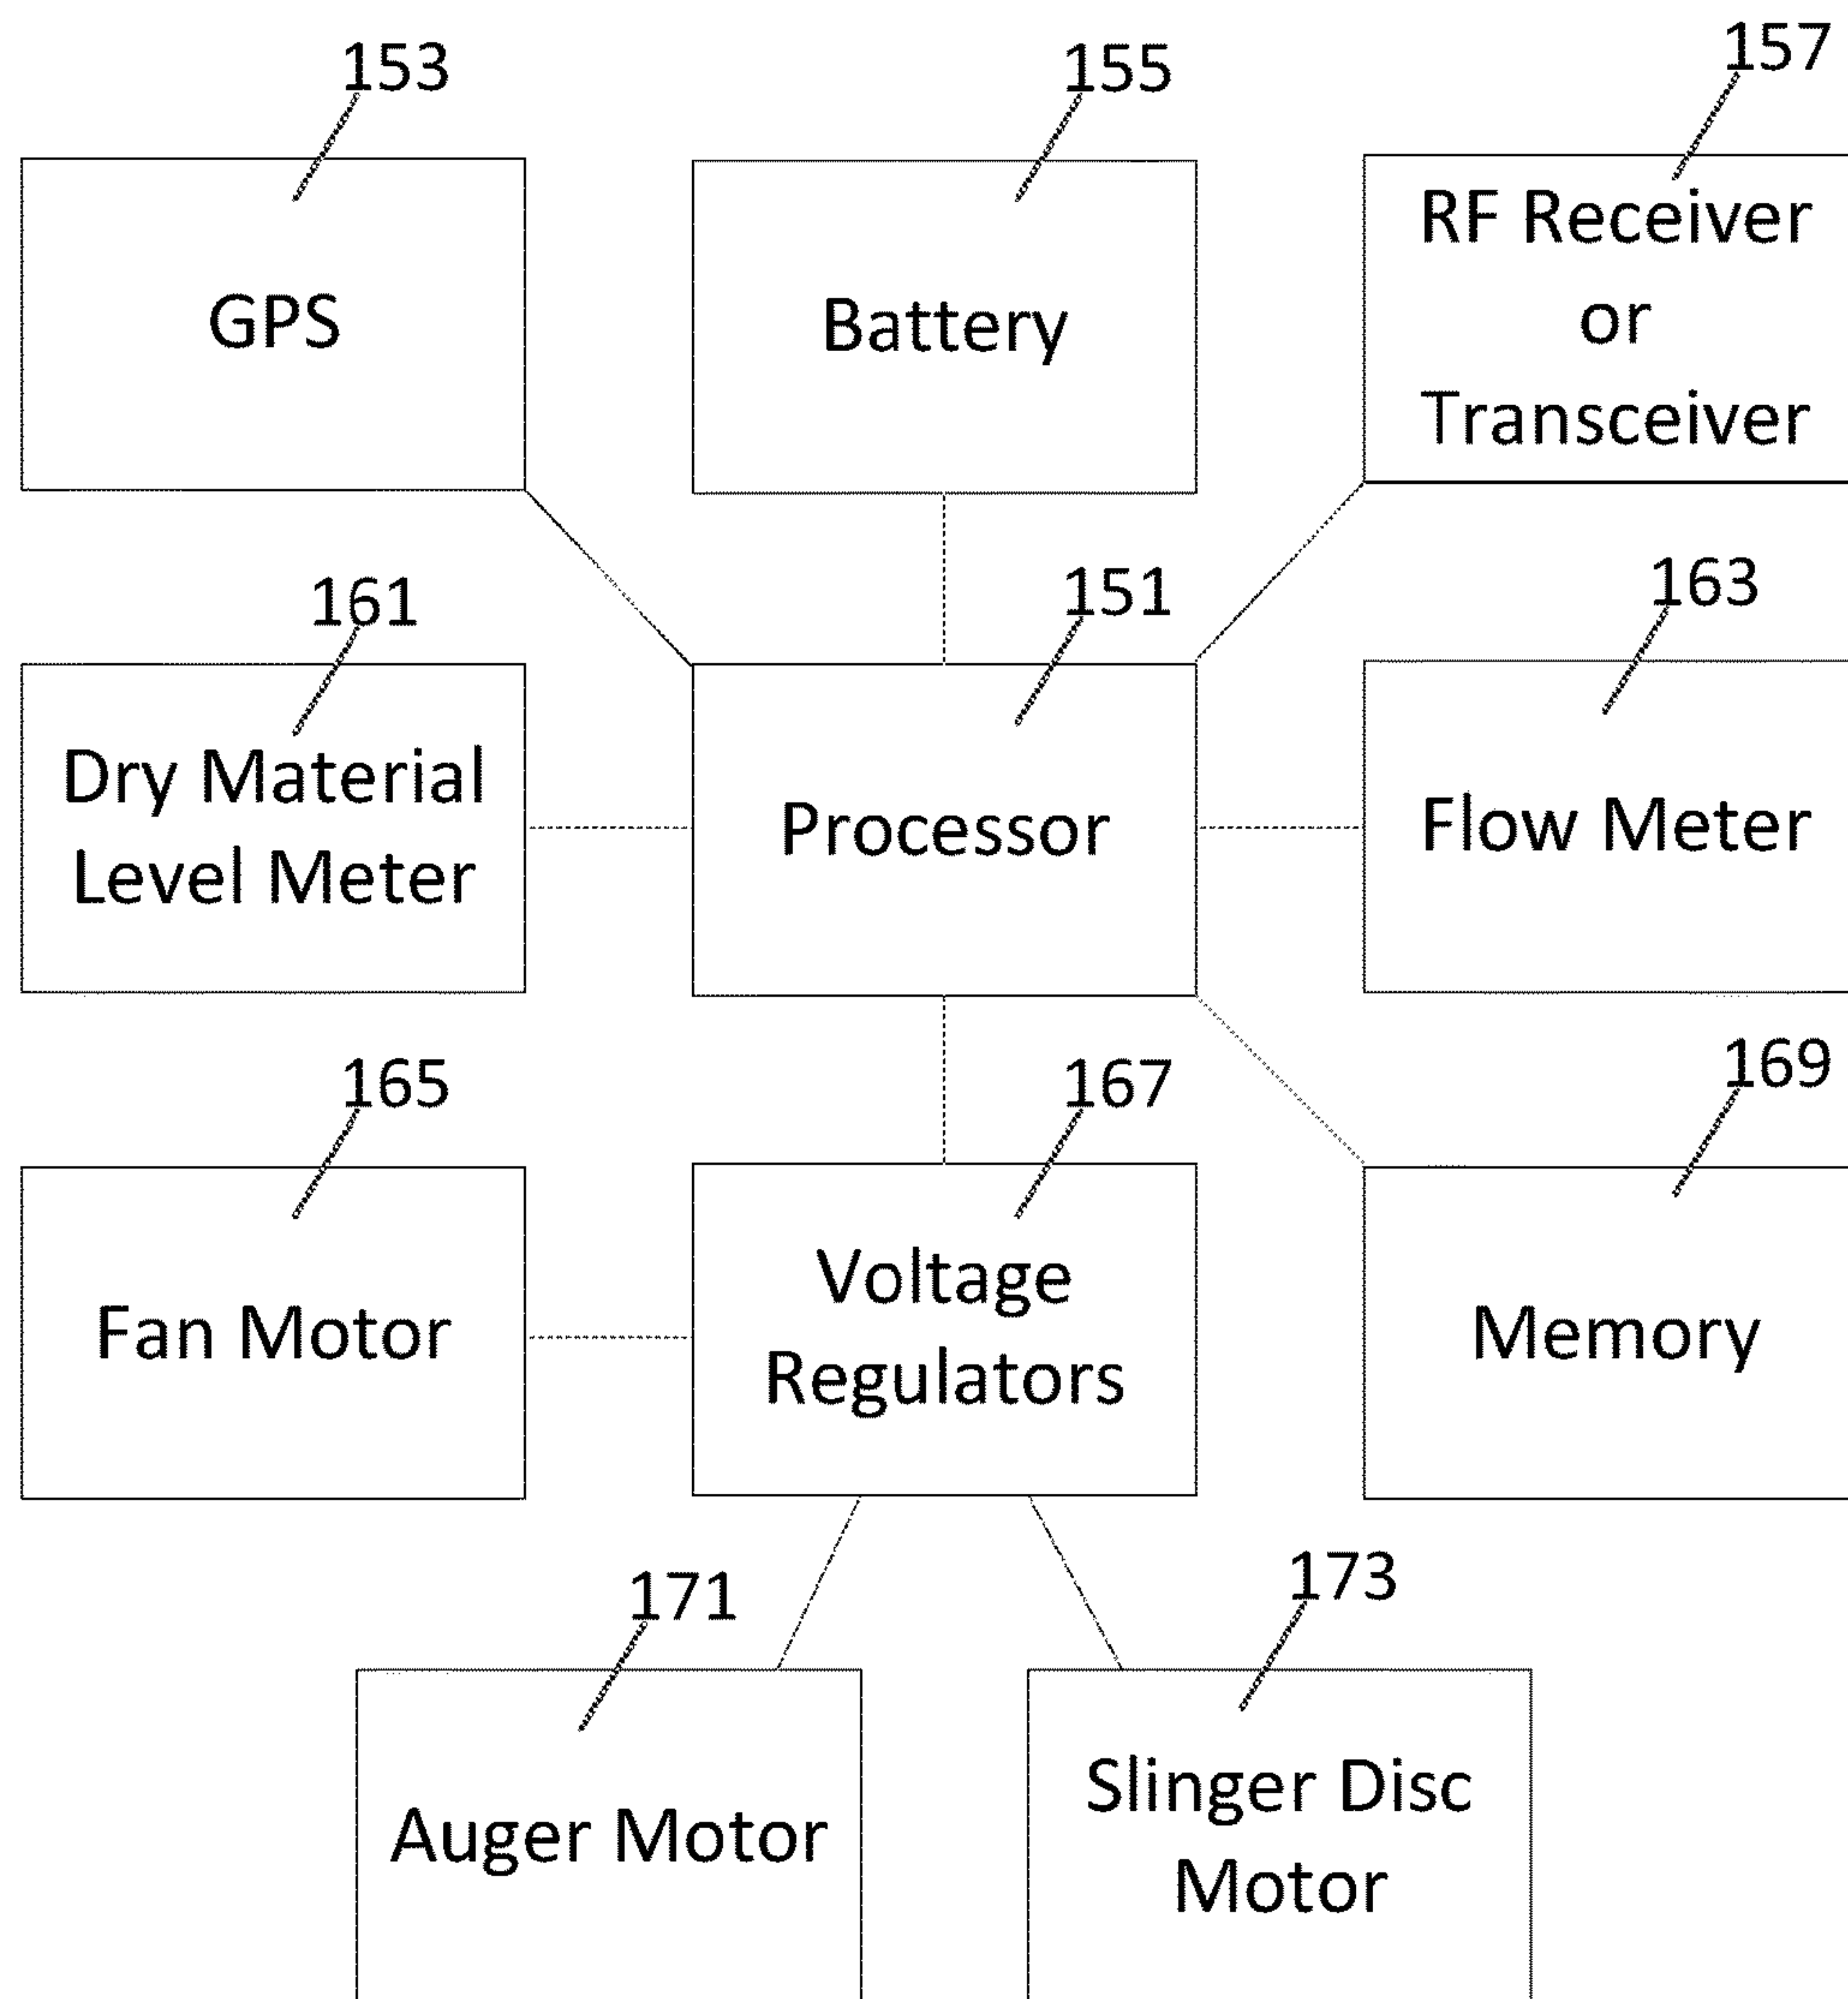 153
155
157
GPS
Battery
RF Receiver
or
Transceiver
161
151
163
Dry Material
Level Meter
Processor
Flow Meter
165
167
169
Fan Motor
Voltage
Regulators
Memory
171
173
Auger Motor
Slinger Disc
Motor